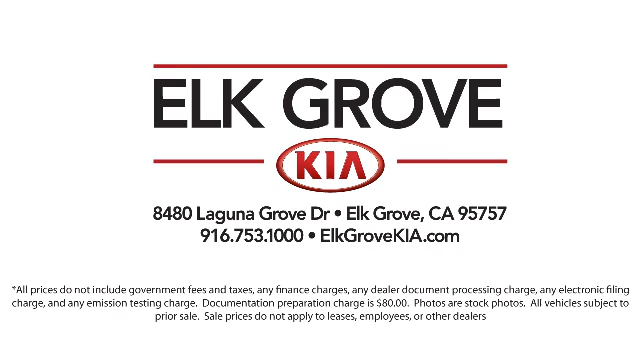 ELK GROVE
KIA
8480 Laguna Grove Dr • Elk Grove, CA 95757
916.753.1000 • ElkGroveKIA.com
*All prices do not include government fees and taxes, any finance charges, any dealer document processing charge, any electronic filing
charge, and any emission testing charge.  Documentation preparation charge is $80.00.  Photos are stock photos.  All vehicles subject to
prior sale.  Sale prices do not apply to leases, employees, or other dealers